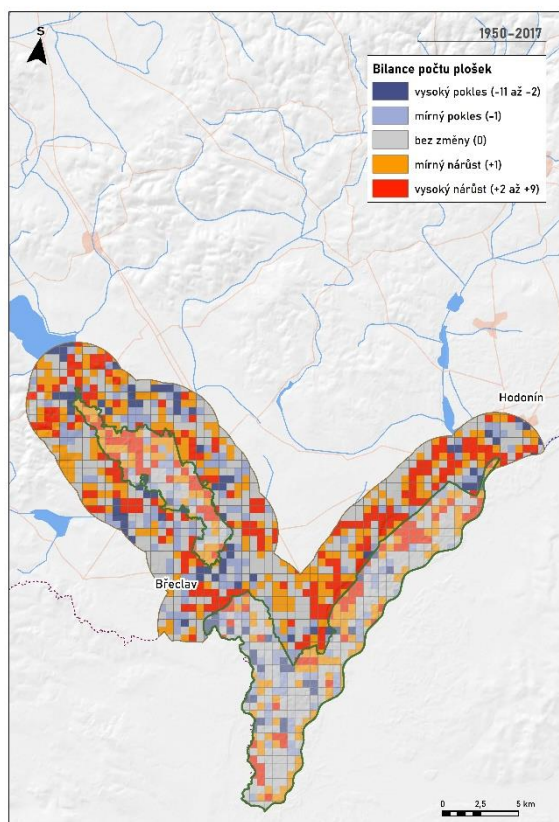 S
1950–2017
Bilance počtu plošek
vysoký pokles (-11 až -2)
mírný pokles (-1)
bez změny (0)
mírný nárůst (+1)
vysoký nárůst (+2 až +9)
Hodonín
Břeclav
0 2,5 5 km